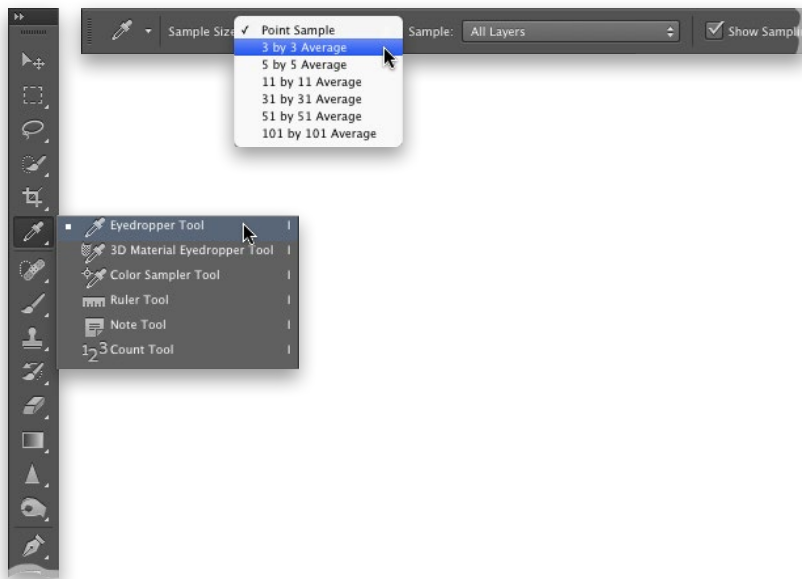 Sample Size
✓ Point Sample
3 by 3 Average
5 by 5 Average
11 by 11 Average
31 by 31 Average
51 by 51 Average
101 by 101 Average
Sample: All Layers
✓ Show
Eyedropper Tool I
3D Material Eyedropper Tool I
Color Sampler Tool I
Ruler Tool I
Note Tool I
123 Count Tool I